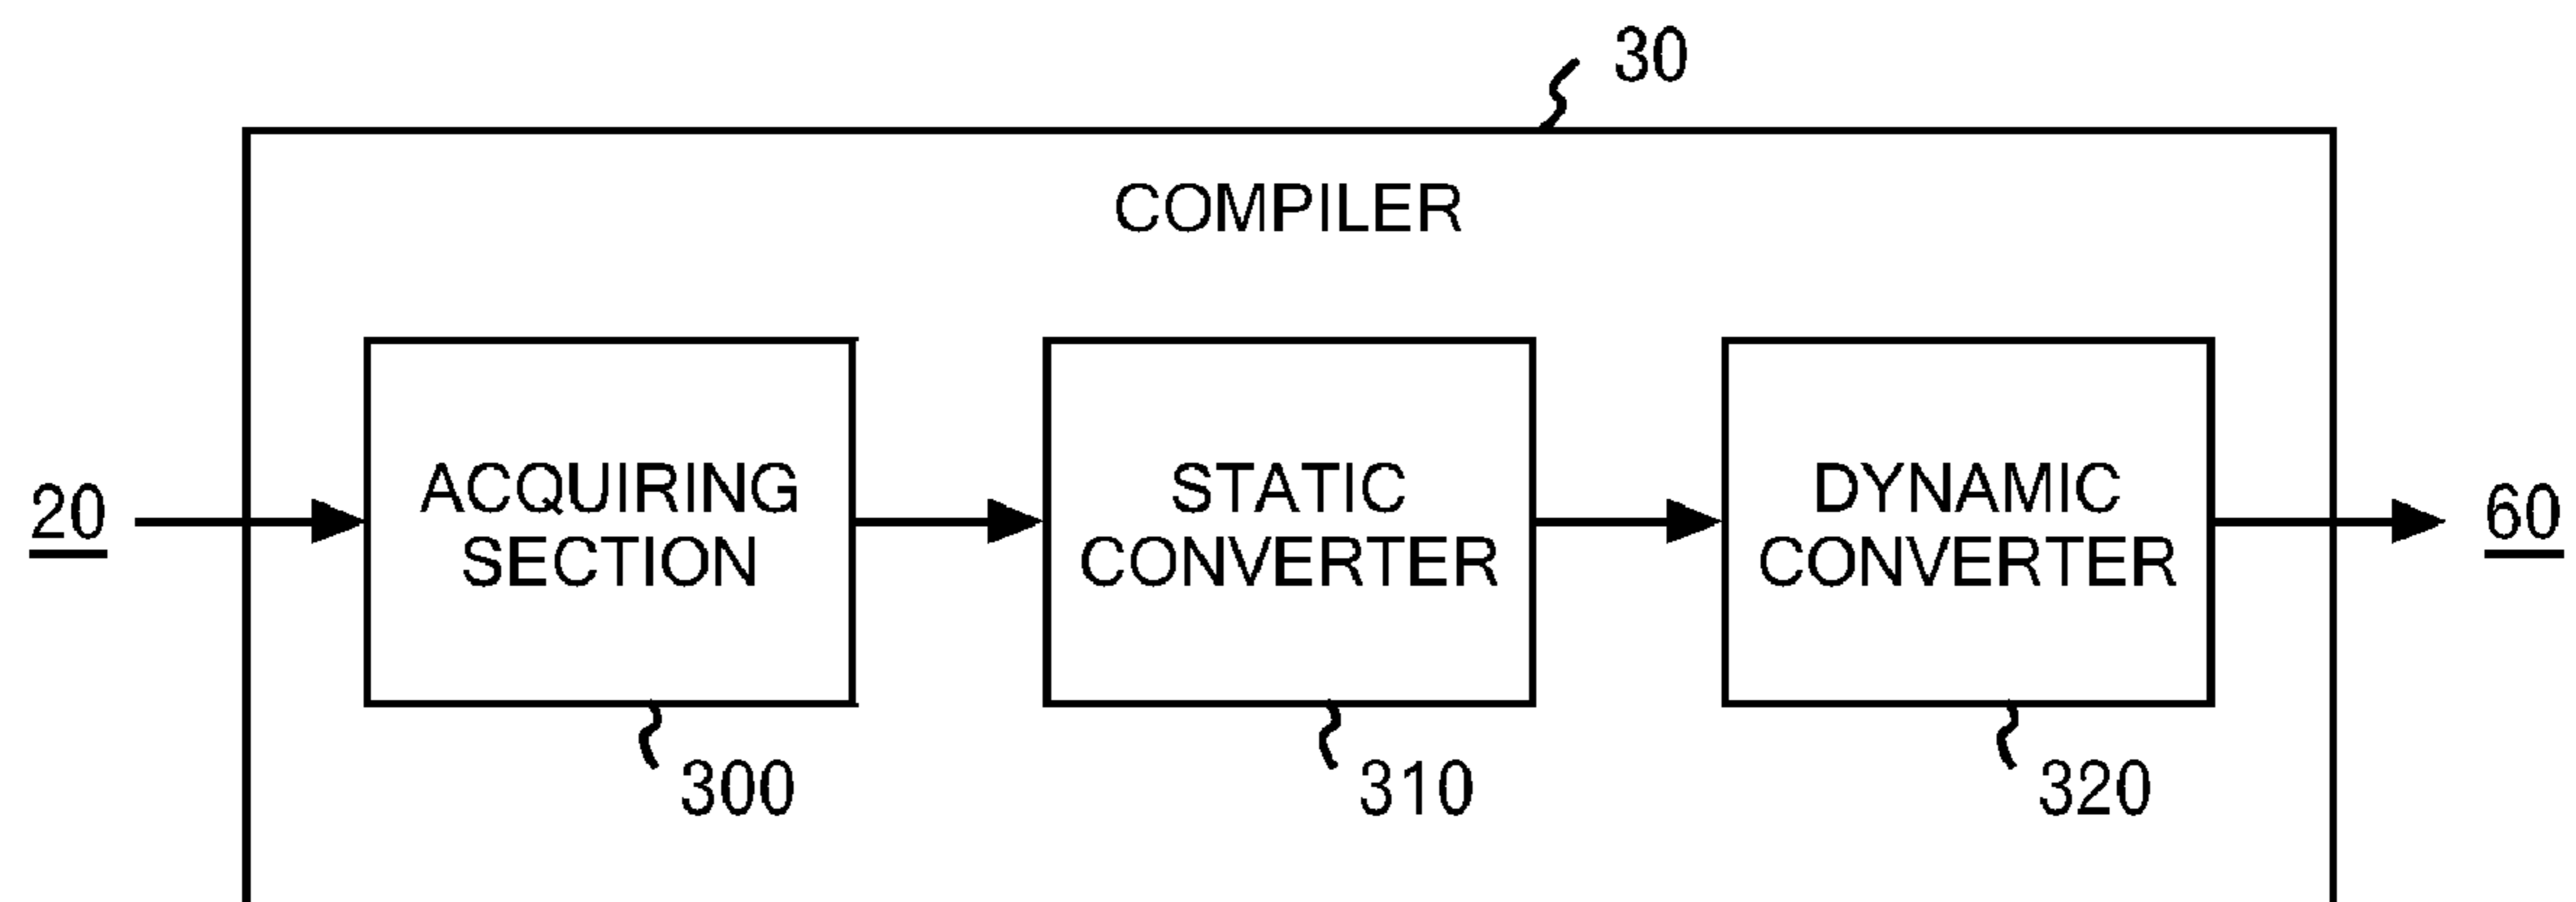 30
COMPILER
20
ACQUIRING
SECTION
STATIC
CONVERTER
DYNAMIC
CONVERTER
60
300
310
320